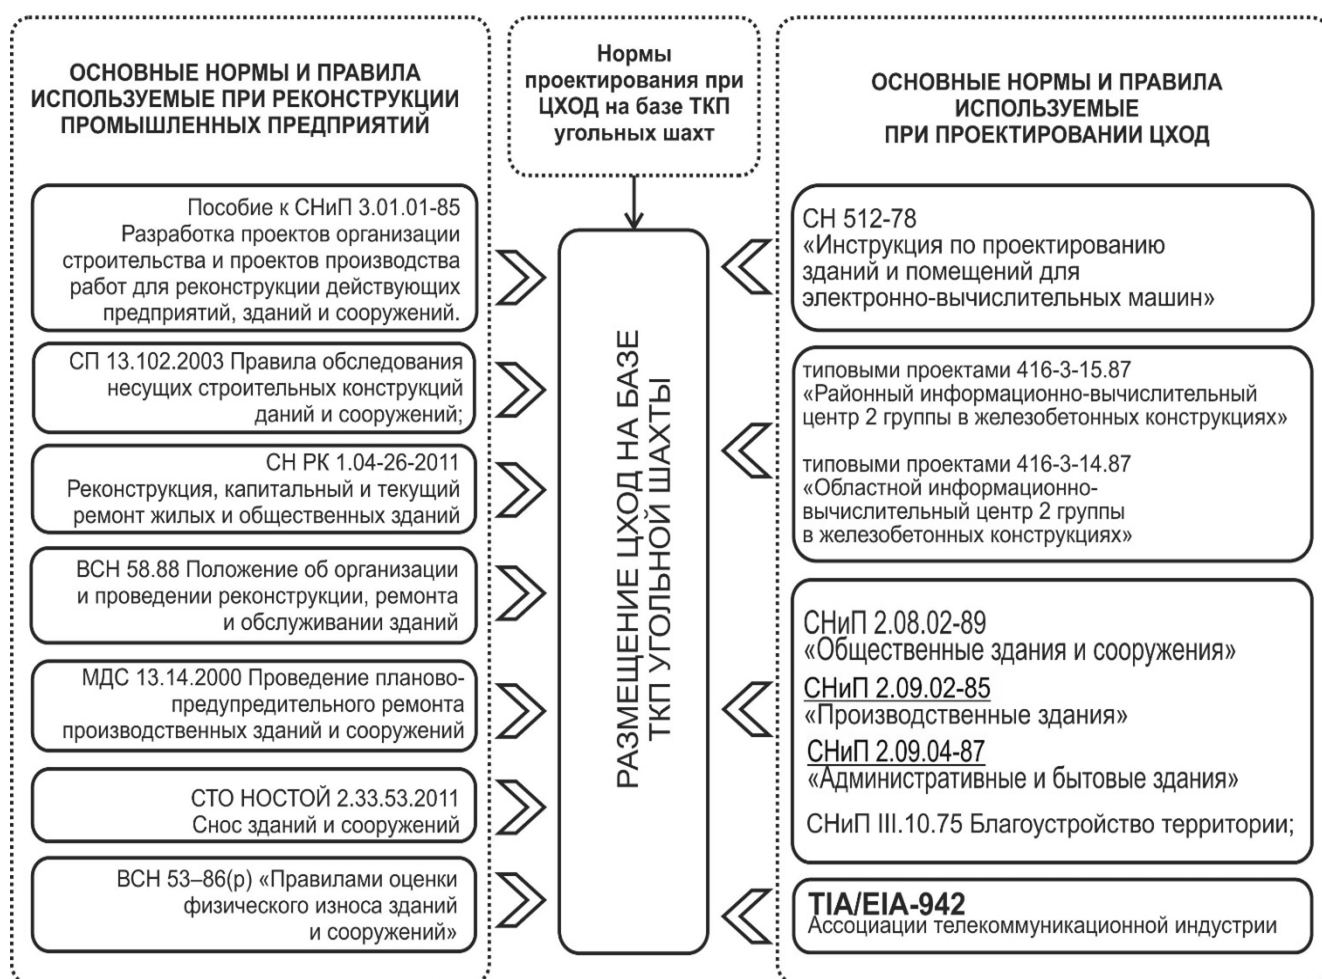 ОСНОВНЫЕ НОРМЫ И ПРАВИЛА
ИСПОЛЬЗУЕМЫЕ ПРИ РЕКОНСТРУКЦИИ
ПРОМЫШЛЕННЫХ ПРЕДПРИЯТИЙ
Пособие к СНиП 3.01.01-85
Разработка проектов организации
строительства и проектов производства
работ для реконструкции действующих
предприятий, зданий и сооружений.
СП 13.102.2003 Правила обследования
несущих строительных конструкций
даний и сооружений;
СН РК 1.04-26-2011
Реконструкция, капитальный и текущий
ремонт жилых и общественных зданий
ВСН 58.88 Положение об организации
и проведении реконструкции, ремонта
и обслуживании зданий
МДС 13.14.2000 Проведение планово-
предупредительного ремонта
производственных зданий и сооружений
СТО НОСТОЙ 2.33.53.2011
Снос зданий и сооружений
ВСН 53–86(р) «Правилами оценки
физического износа зданий
и сооружений»
Нормы
проектирования при
ЦХОД на базе ТКП
угольных шахт
РАЗМЕЩЕНИЕ ЦХОД НА БАЗЕ
ТКП УГОЛЬНОЙ ШАХТЫ
ОСНОВНЫЕ НОРМЫ И ПРАВИЛА
ИСПОЛЬЗУЕМЫЕ
ПРИ ПРОЕКТИРОВАНИИ ЦХОД
СН 512-78
«Инструкция по проектированию
зданий и помещений для
электронно-вычислительных машин»
типовыми проектами 416-3-15.87
«Районный информационно-вычислительный
центр 2 группы в железобетонных конструкциях»
типовыми проектами 416-3-14.87
«Областной информационно-
вычислительный центр 2 группы
в железобетонных конструкциях»
СНиП 2.08.02-89
«Общественные здания и сооружения»
СНиП 2.09.02-85
«Производственные здания»
СНиП 2.09.04-87
«Административные и бытовые здания»
СНиП III.10.75 Благоустройство территории;
TIA/EIA-942
Ассоциации телекоммуникационной индустрии